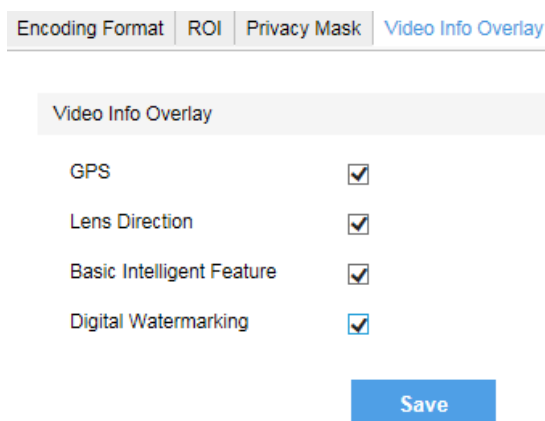 Encoding Format ROI Privacy Mask Video Info Overlay
Video Info Overlay
GPS
Lens Direction
Basic Intelligent Feature
Digital Watermarking
Save